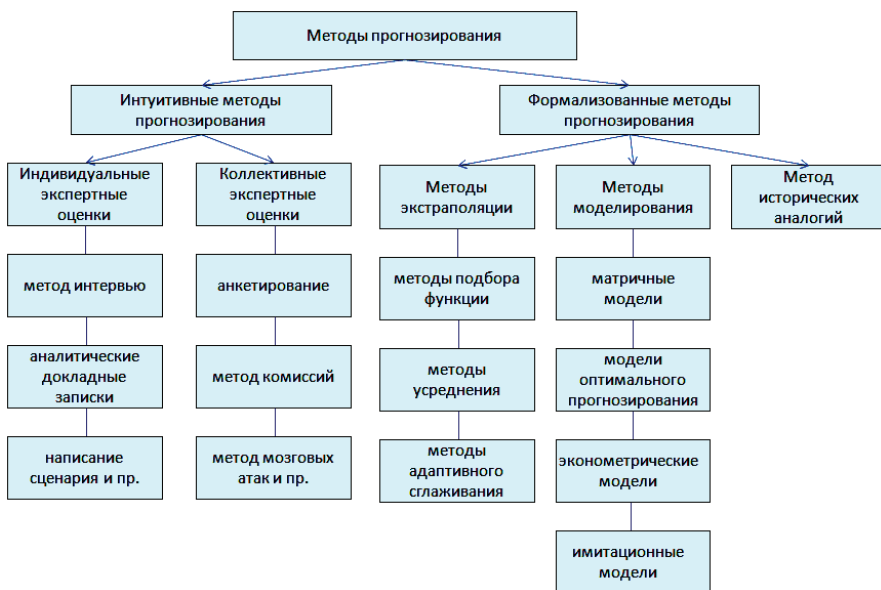 Методы прогнозирования
Интуитивные методы
прогнозирования
Формализованные методы
прогнозирования
Индивидуальные
экспертные
оценки
Коллективные
экспертные
оценки
Методы
экстраполяции
Методы
моделирования
Метод
исторических
аналогий
метод интервью
анкетирование
методы подбора
функции
матричные
модели
аналитические
докладные
записки
метод комиссий
методы
усреднения
модели
оптимального
прогнозирования
написание
сценария и пр.
метод мозговых
атак и пр.
методы
адаптивного
сглаживания
эконометрические
модели
имитационные
модели